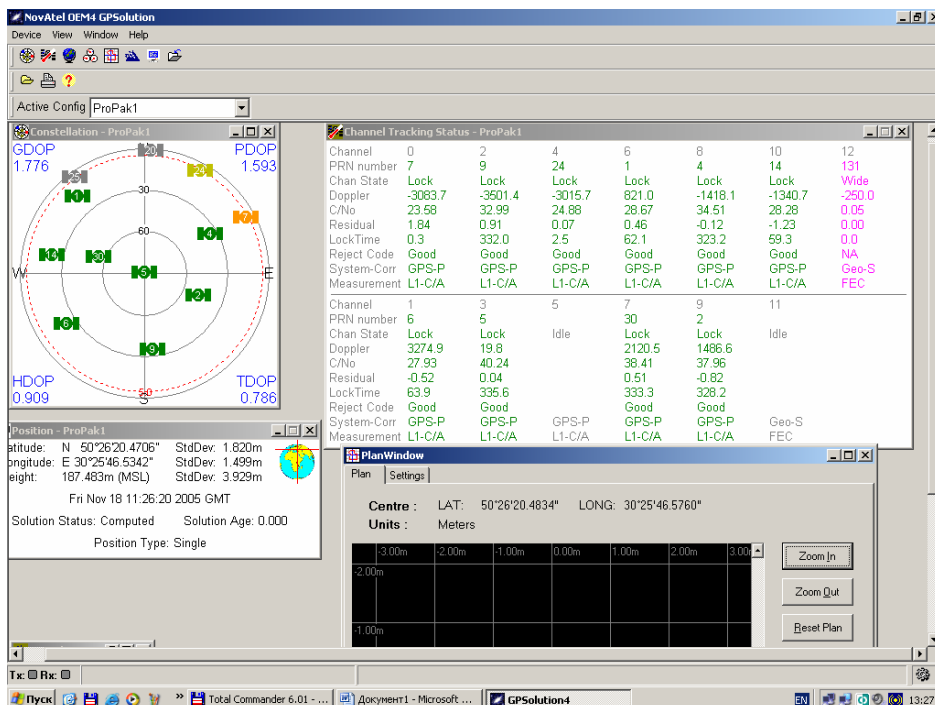 NovAtel OEM4 GPSolution
Device View Window Help
Active Config ProPak1
Constellation - ProPak1
GDOP
1.776
PDOP
1.593
20
25
24
1
30
7
4
60
14
30
W
5
E
2
6
9
HDOP
0.909
5.0
S
TDOP
0.786
Channel Tracking Status - ProPak1
Channel 0 2 4 6 8 10 12
PRN number 7 9 24 1 4 14 131
Chan State Lock Lock Lock Lock Lock Lock Wide
Doppler -3083.7 -3501.4 -3015.7 821.0 -1418.1 -1340.7 -250.0
C/No 23.58 32.99 24.88 28.67 34.51 28.28 0.05
Residual 1.84 0.91 0.07 0.46 -0.12 -1.23 0.00
LockTime 0.3 332.0 2.5 62.1 323.2 59.3 0.0
Reject Code Good Good Good Good Good Good NA
System-Corr GPS-P GPS-P GPS-P GPS-P GPS-P GPS-P Geo-S
Measurement L1-C/A L1-C/A L1-C/A L1-C/A L1-C/A L1-C/A FEC
Channel 1 3 5 7 9 11
PRN number 6 5 30 2
Chan State Lock Lock Idle Lock Lock Idle
Doppler 3274.9 19.8 2120.5 1486.6
C/No 27.93 40.24 38.41 37.96
Residual -0.52 0.04 0.51 -0.82
LockTime 63.9 335.6 333.3 328.2
Reject Code Good Good Good Good
System-Corr GPS-P GPS-P GPS-P GPS-P GPS-P Geo-S
Measurement L1-C/A L1-C/A L1-C/A L1-C/A L1-C/A FEC
Position - ProPak1
atitude: N 50°26'20.4706" StdDev: 1.820m
ongitude: E 30°25'46.5342" StdDev: 1.499m
eight: 187.483m (MSL) StdDev: 3.929m
Fri Nov 18 11:26:20 2005 GMT
Solution Status: Computed Solution Age: 0.000
Position Type: Single
PlanWindow
Plan Settings
Centre : LAT: 50°26'20.4834" LONG: 30°25'46.5760"
Units : Meters
-3.00m -2.00m -1.00m 0.00m 1.00m 2.00m 3.00
-2.00m
-1.00m
Zoom In
Zoom Out
Reset Plan
Tx: Rx:
Пуск » Total Commander 6.01 - ... Документ1 - Microsoft ... GPSolution4 EN 13:27